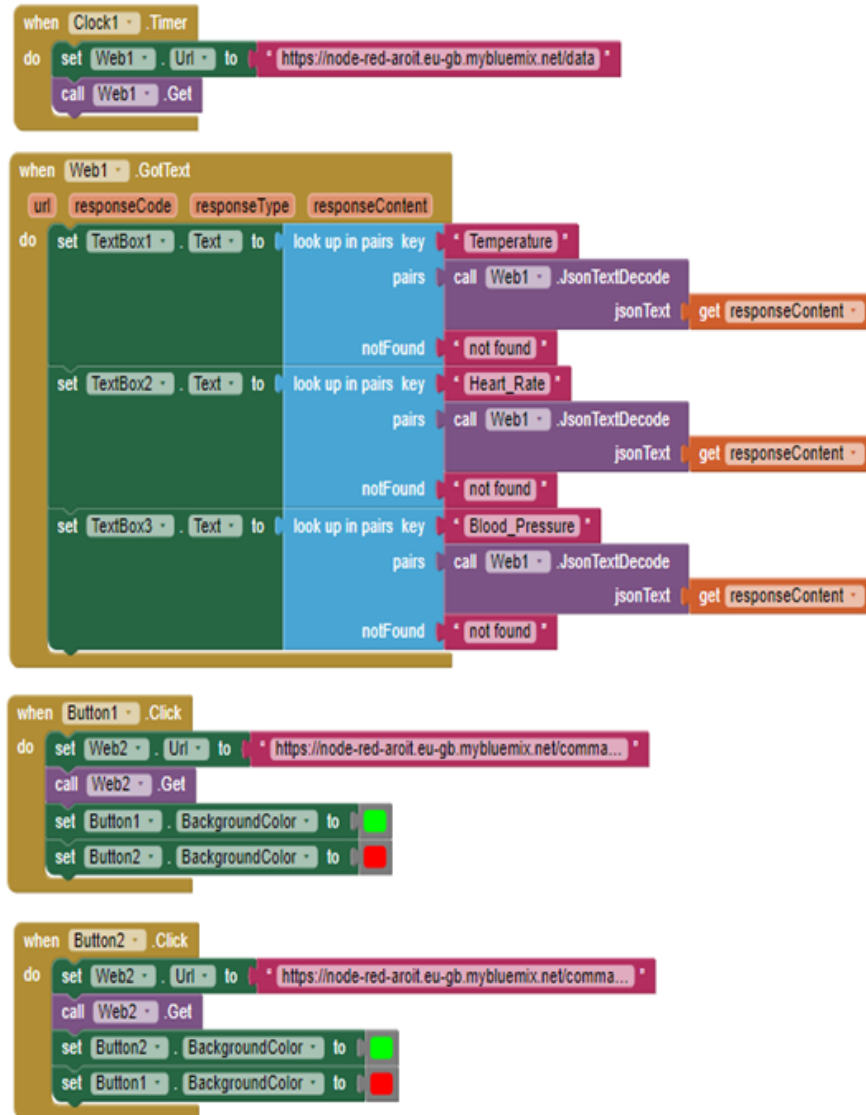 when Clock1 .Timer
do set Web1 . Url to " https://node-red-aroit.eu-gb.mybluemix.net/data "
call Web1 .Get
when Web1 .GotText
url responseCode responseType responseContent
do set TextBox1 . Text to look up in pairs key " Temperature "
pairs call Web1 .JsonTextDecode
jsonText get responseContent
notFound " not found "
set TextBox2 . Text to look up in pairs key " Heart_Rate "
pairs call Web1 .JsonTextDecode
jsonText get responseContent
notFound " not found "
set TextBox3 . Text to look up in pairs key " Blood_Pressure "
pairs call Web1 .JsonTextDecode
jsonText get responseContent
notFound " not found "
when Button1 .Click
do set Web2 . Url to " https://node-red-aroit.eu-gb.mybluemix.net/comma... "
call Web2 .Get
set Button1 . BackgroundColor to
set Button2 . BackgroundColor to
when Button2 .Click
do set Web2 . Url to " https://node-red-aroit.eu-gb.mybluemix.net/comma... "
call Web2 .Get
set Button2 . BackgroundColor to
set Button1 . BackgroundColor to